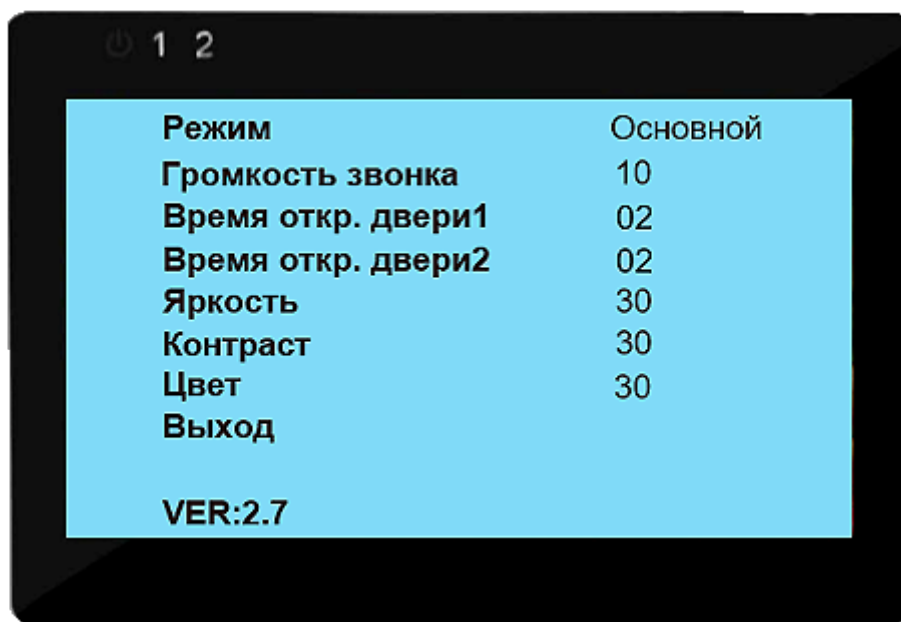 1 2
Режим Основной
Громкость звонка 10
Время откр. двери1 02
Время откр. двери2 02
Яркость 30
Контраст 30
Цвет 30
Выход
VER:2.7